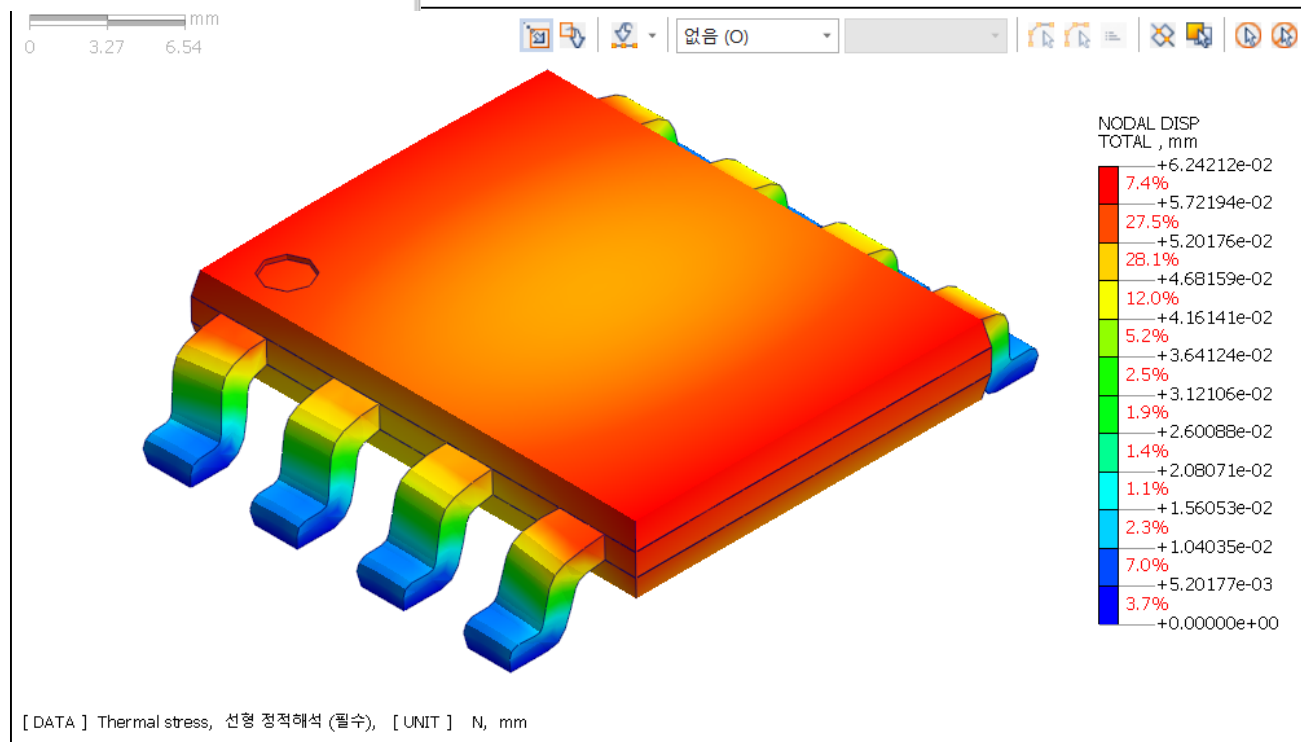 mm
0 3.27 6.54
없음 (O)
NODAL DISP
TOTAL , mm
+6.24212e-02
7.4%
+5.72194e-02
27.5%
+5.20176e-02
28.1%
+4.68159e-02
12.0%
+4.16141e-02
5.2%
+3.64124e-02
2.5%
+3.12106e-02
1.9%
+2.60088e-02
1.4%
+2.08071e-02
1.1%
+1.56053e-02
2.3%
+1.04035e-02
7.0%
+5.20177e-03
3.7%
+0.00000e+00
[ DATA ] Thermal stress, 선형 정적해석 (필수), [ UNIT ] N, mm